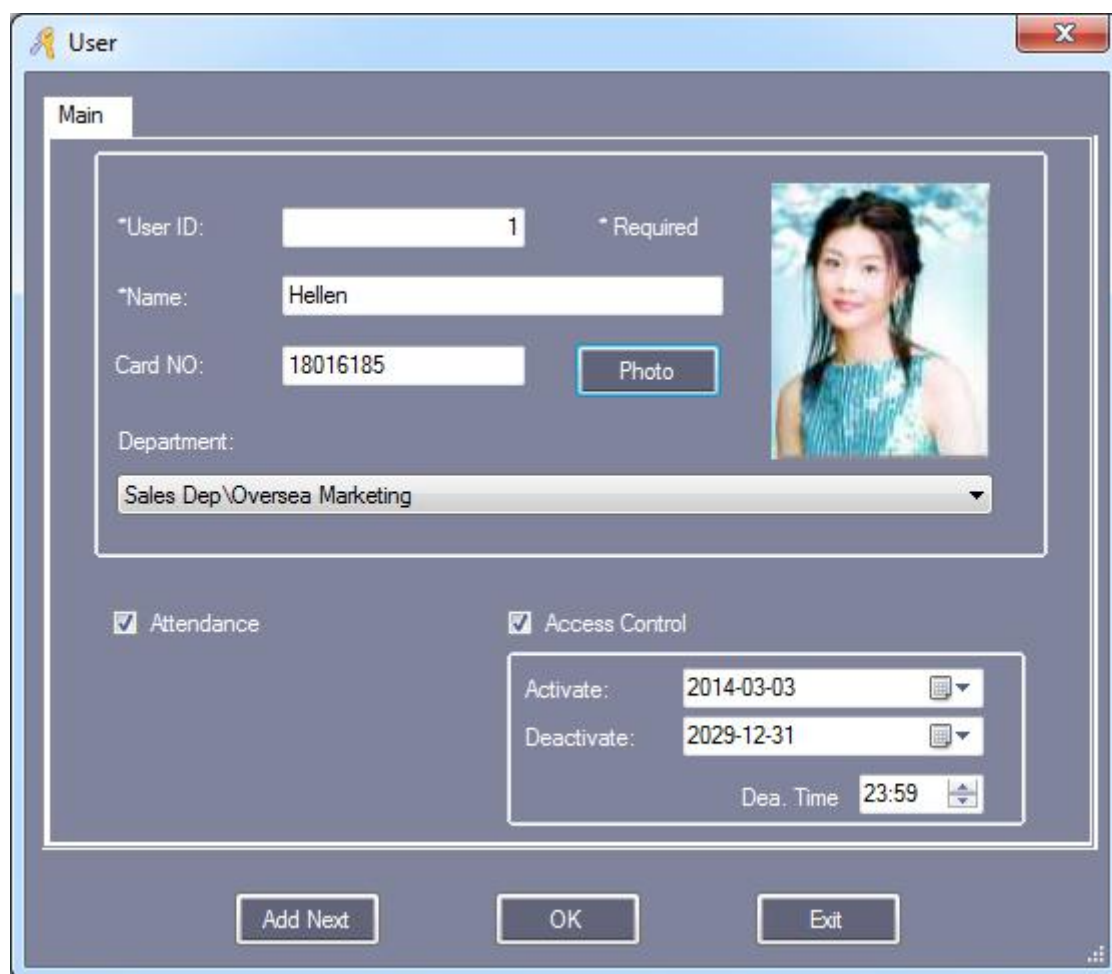 User
Main
*User ID: 1 * Required
*Name: Hellen
Card NO: 18016185 Photo
Department:
Sales Dep\Oversea Marketing
Attendance Access Control
Activate: 2014-03-03
Deactivate: 2029-12-31
Dea. Time 23:59
Add Next OK Exit